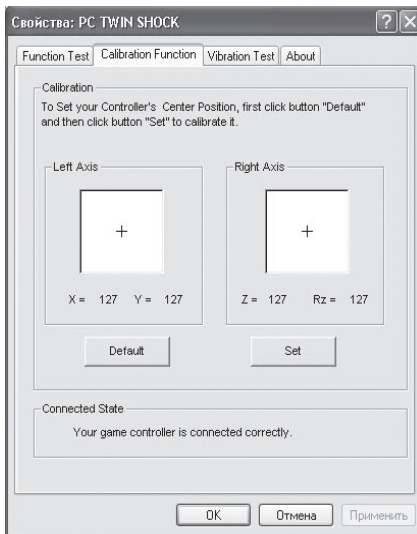 Свойства: PC TWIN SHOCK
Function Test Calibration Function Vibration Test About
Calibration
To Set your Controller's Center Position, first click button "Default"
and then click button "Set" to calibrate it.
Left Axis Right Axis
X = 127 Y = 127 Z = 127 Rz = 127
Default Set
Connected State
Your game controller is connected correctly.
OK Отмена Применить